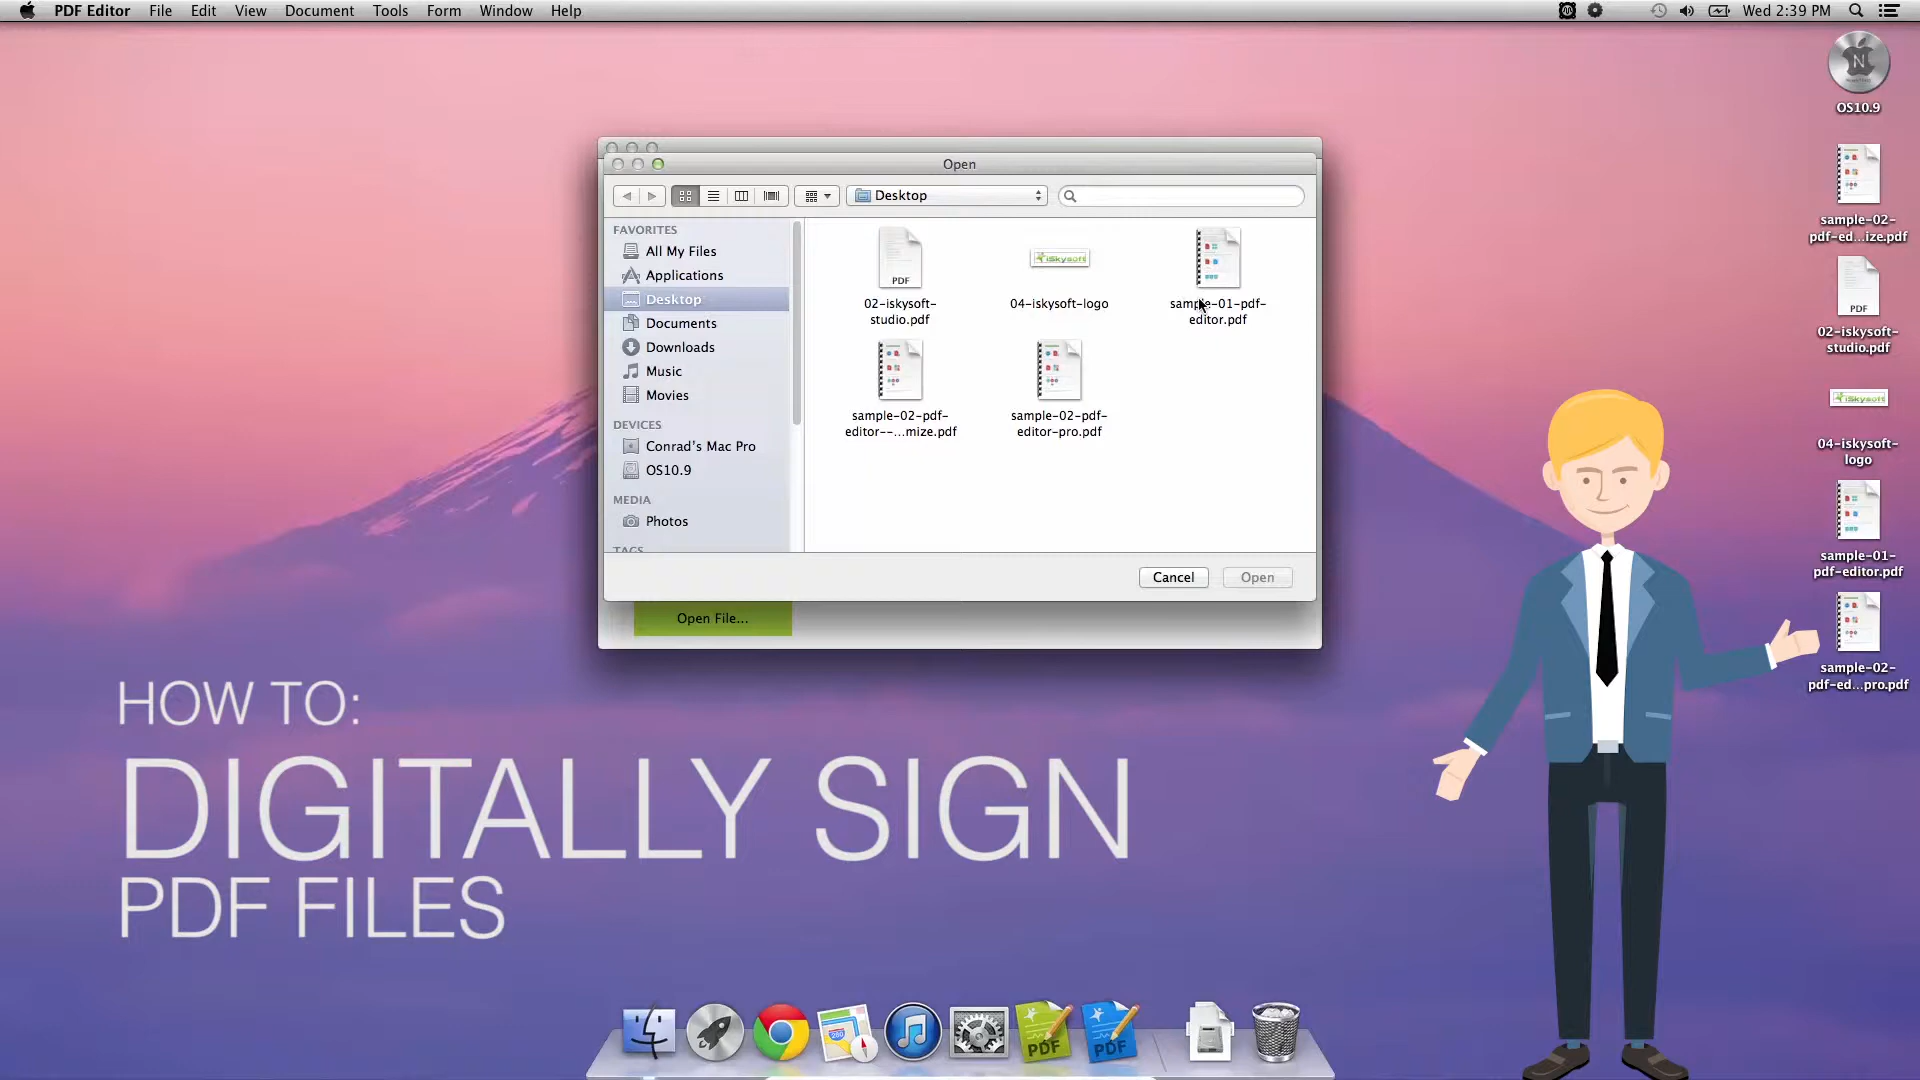 PDF Editor File Edit View Document Tools Form Window Help Wed 2:39 PM
OS10.9
sample-02-
pdf-ed...ize.pdf
PDF
02-iskysoft-
studio.pdf
iSkysoft
04-iskysoft-
logo
sample-01-
pdf-editor.pdf
sample-02-
pdf-ed...pro.pdf
Open
Desktop
FAVORITES
All My Files
Applications
Desktop
Documents
Downloads
Music
Movies
DEVICES
Conrad's Mac Pro
OS10.9
MEDIA
Photos
TAGS
PDF
02-iskysoft-
studio.pdf
iSkysoft
04-iskysoft-logo
sample-01-pdf-
editor.pdf
sample-02-pdf-
editor--...mize.pdf
sample-02-pdf-
editor-pro.pdf
Cancel Open
Open File...
HOW TO:
DIGITALLY SIGN
PDF FILES
PDF PDF